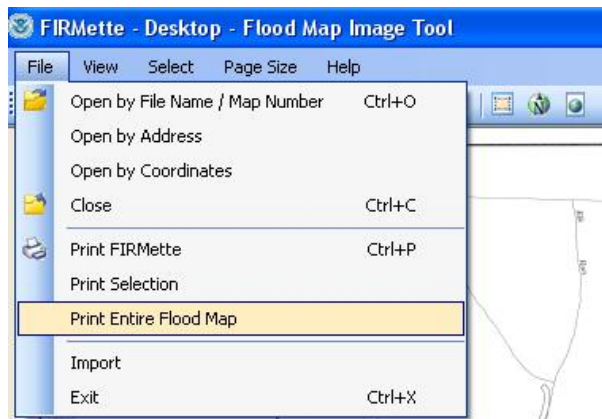 FIRMette - Desktop - Flood Map Image Tool
File View Select Page Size Help
Open by File Name / Map Number Ctrl+O
Open by Address
Open by Coordinates
Close Ctrl+C
Print FIRMette Ctrl+P
Print Selection
Print Entire Flood Map
Import
Exit Ctrl+X